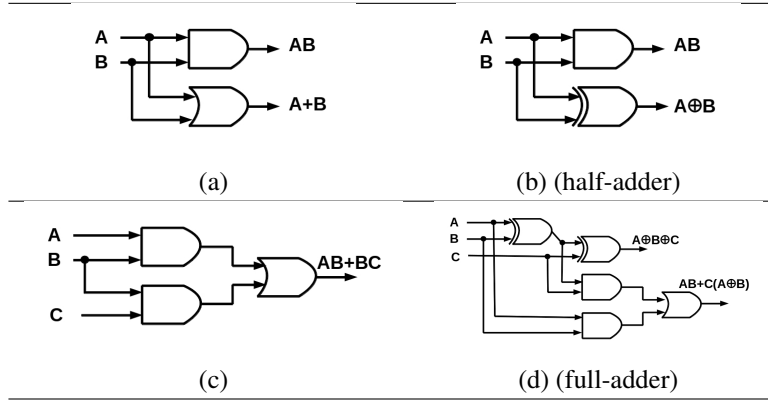 A
B
AB
A+B
(a)
A
B
AB
A⊕B
(b) (half-adder)
A
B
C
AB+BC
(c)
A
B
C
A⊕B⊕C
AB+C(A⊕B)
(d) (full-adder)